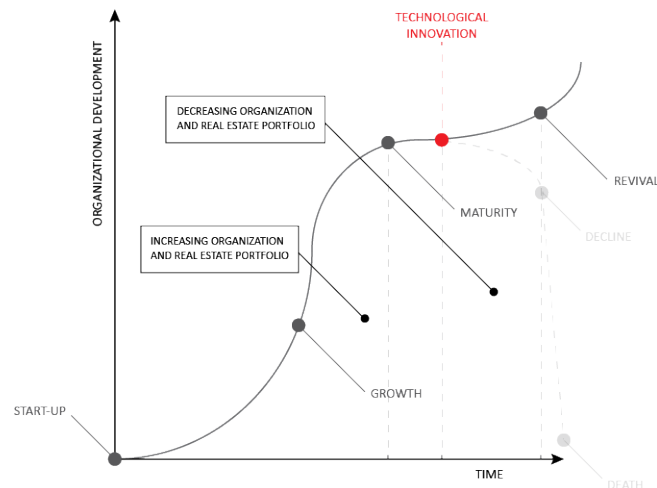 TECHNOLOGICAL
INNOVATION
ORGANIZATIONAL DEVELOPMENT
DECREASING ORGANIZATION
AND REAL ESTATE PORTFOLIO
REVIVAL
MATURITY
DECLINE
INCREASING ORGANIZATION
AND REAL ESTATE PORTFOLIO
GROWTH
START-UP
TIME
DEATH